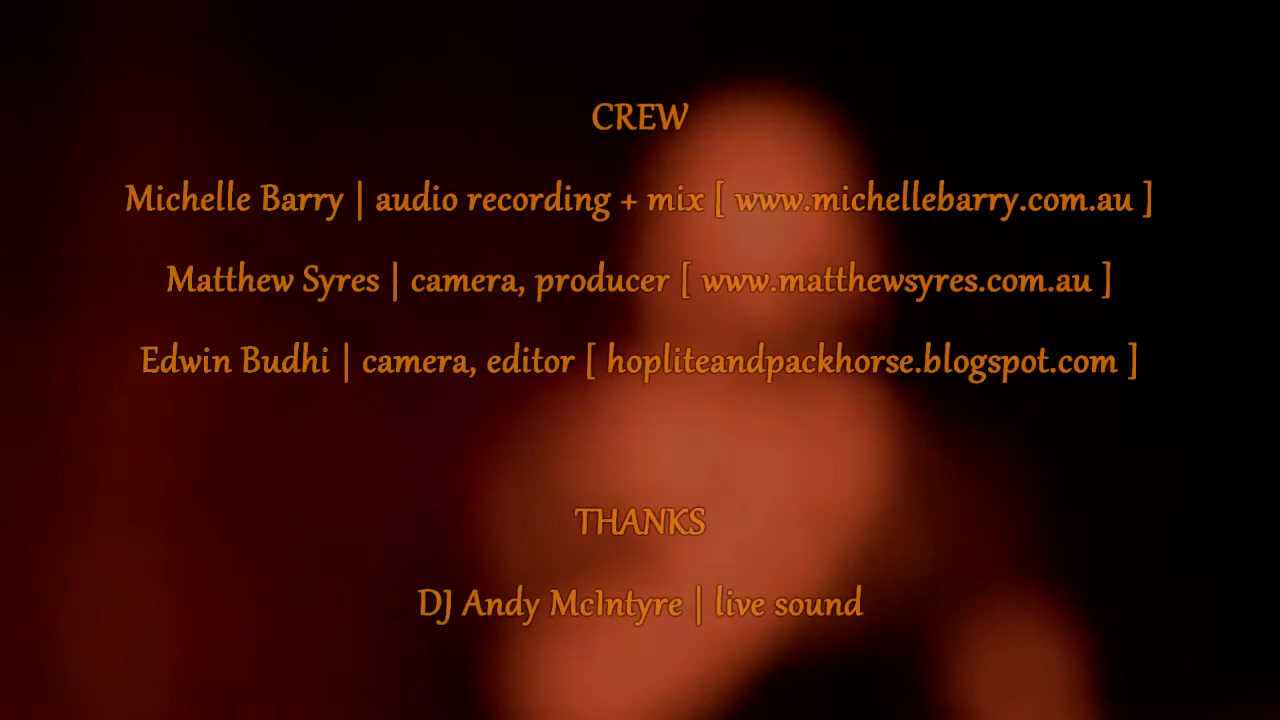 CREW
Michelle Barry | audio recording + mix [ www.michellebarry.com.au ]
Matthew Syres | camera, producer [ www.matthewsyres.com.au ]
Edwin Budhi | camera, editor [ hopliteandpackhorse.blogspot.com ]
THANKS
DJ Andy McIntyre | live sound